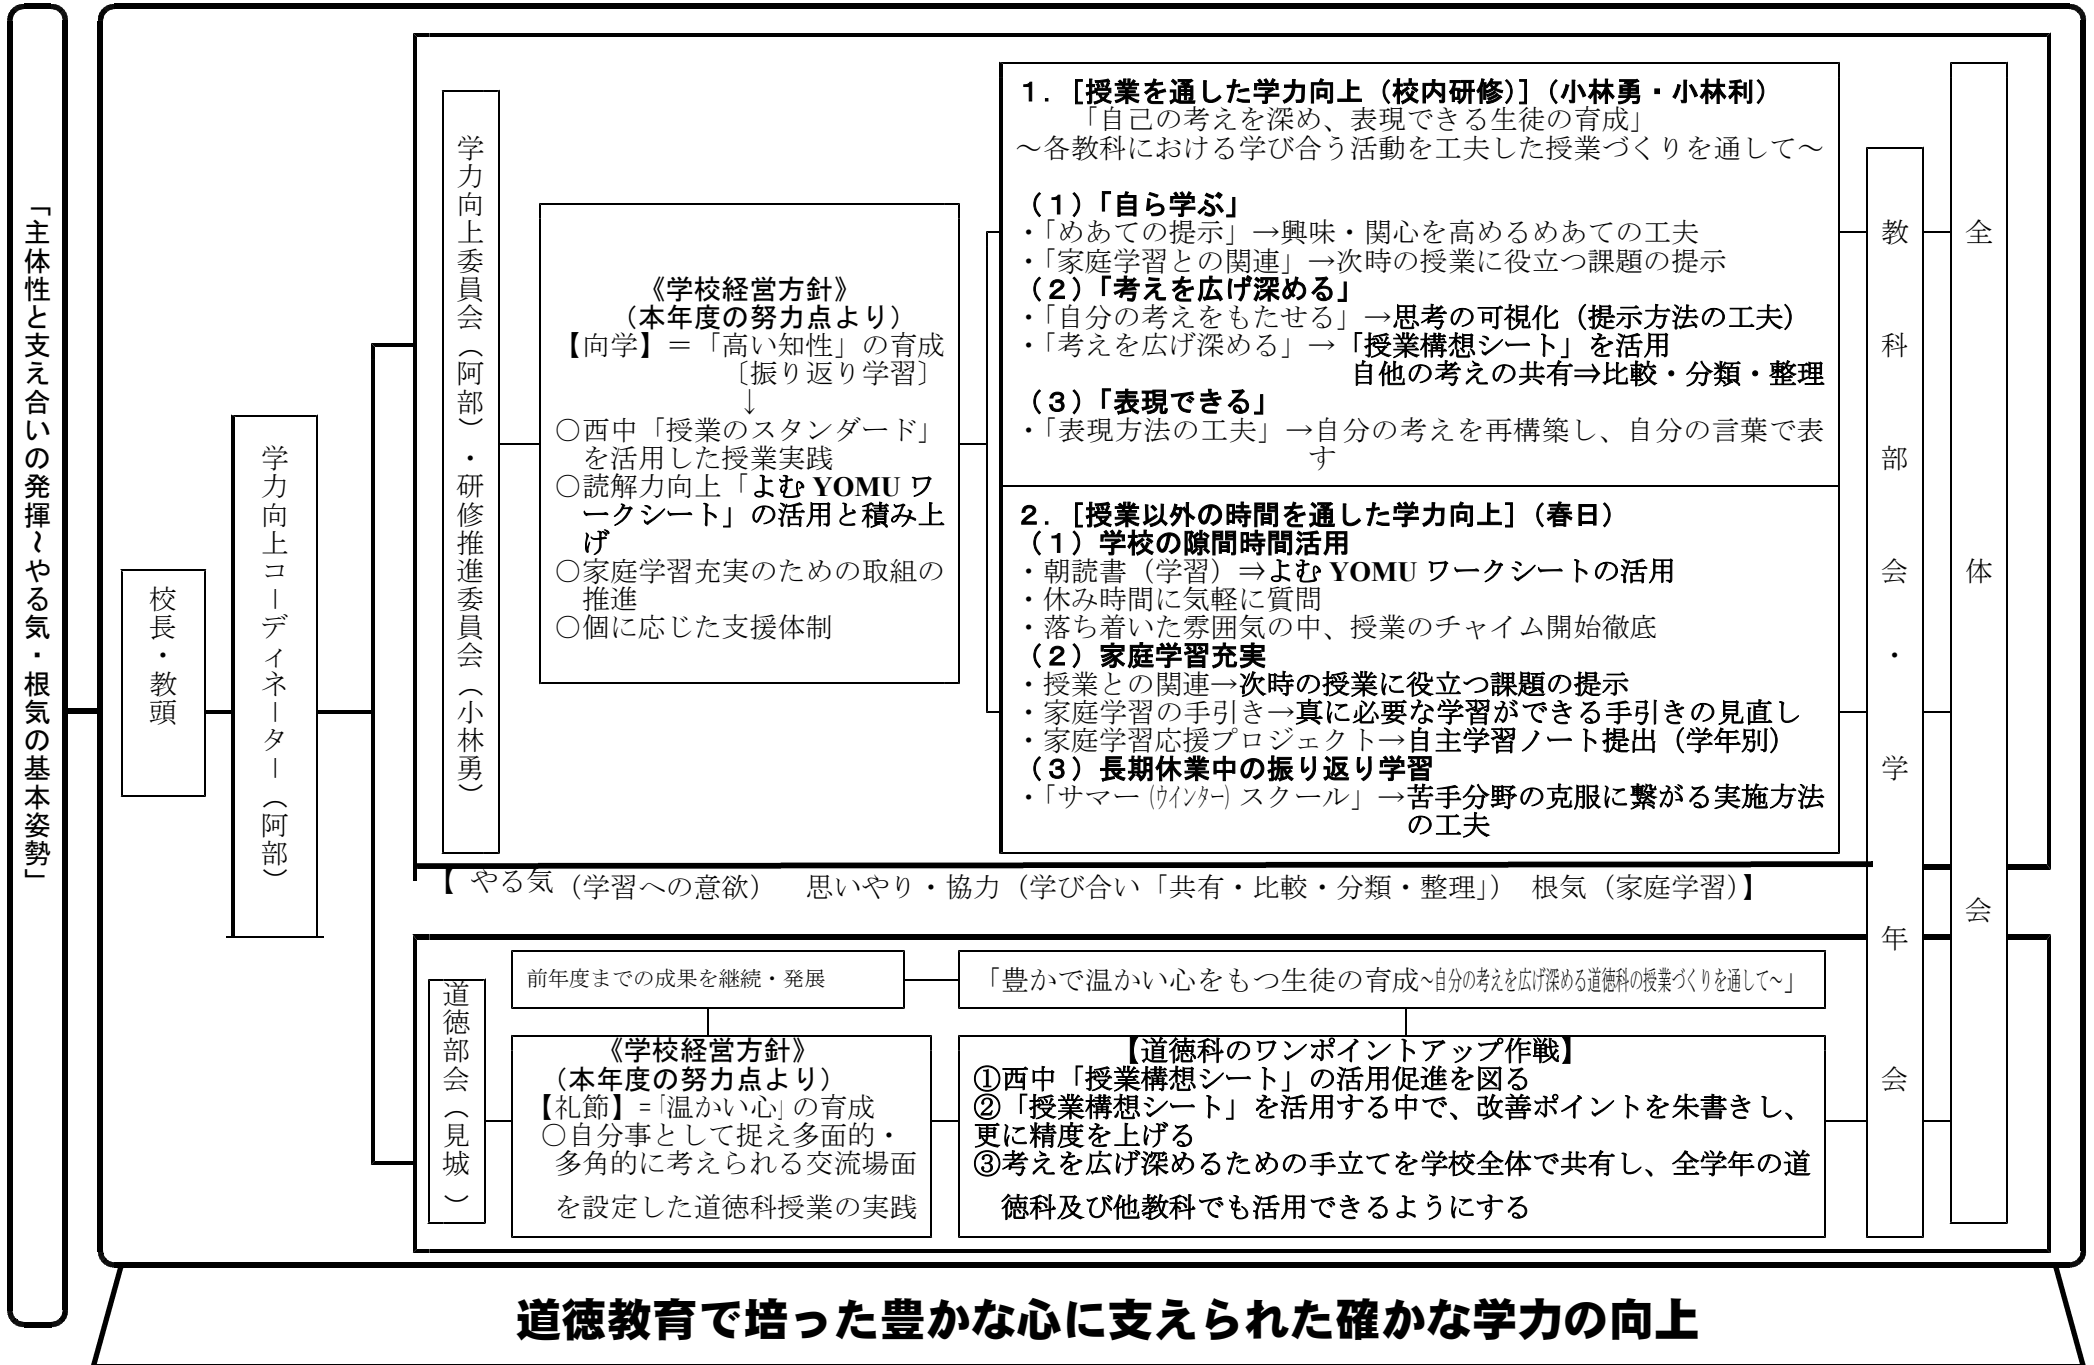 「主体性と支え合いの発揮～やる気・根気の基本姿勢」
校長・教頭
学力向上コーディネーター（阿部）
学力向上委員会（阿部）・研修推進委員会（小林勇）
《学校経営方針》
（本年度の努力点より）
【向学】＝「高い知性」の育成
〔振り返り学習〕
↓
○西中「授業のスタンダード」
を活用した授業実践
○読解力向上「よむ YOMU ワ
ークシート」の活用と積み上
げ
○家庭学習充実のための取組の
推進
○個に応じた支援体制
１．［授業を通した学力向上（校内研修）］（小林勇・小林利）
「自己の考えを深め、表現できる生徒の育成」
～各教科における学び合う活動を工夫した授業づくりを通して～
（１）「自ら学ぶ」
・「めあての提示」→興味・関心を高めるめあての工夫
・「家庭学習との関連」→次時の授業に役立つ課題の提示
（２）「考えを広げ深める」
・「自分の考えをもたせる」→思考の可視化（提示方法の工夫）
・「考えを広げ深める」→「授業構想シート」を活用
自他の考えの共有⇒比較・分類・整理
（３）「表現できる」
・「表現方法の工夫」→自分の考えを再構築し、自分の言葉で表
す
２．［授業以外の時間を通した学力向上］（春日）
（１）学校の隙間時間活用
・朝読書（学習）⇒よむ YOMU ワークシートの活用
・休み時間に気軽に質問
・落ち着いた雰囲気の中、授業のチャイム開始徹底
（２）家庭学習充実
・授業との関連→次時の授業に役立つ課題の提示
・家庭学習の手引き→真に必要な学習ができる手引きの見直し
・家庭学習応援プロジェクト→自主学習ノート提出（学年別）
（３）長期休業中の振り返り学習
・「サマー(ｳｲﾝﾀｰ)スクール」→苦手分野の克服に繋がる実施方法
の工夫
教科部会・学年会
全体会
【 やる気（学習への意欲）　思いやり・協力（学び合い「共有・比較・分類・整理」）　根気（家庭学習）】
道徳部会（見城）
前年度までの成果を継続・発展
「豊かで温かい心をもつ生徒の育成～自分の考えを広げ深める道徳科の授業づくりを通して～」
《学校経営方針》
（本年度の努力点より）
【礼節】=「温かい心」の育成
○自分事として捉え多面的・
多角的に考えられる交流場面
を設定した道徳科授業の実践
【道徳科のワンポイントアップ作戦】
①西中「授業構想シート」の活用促進を図る
②「授業構想シート」を活用する中で、改善ポイントを朱書きし、
更に精度を上げる
③考えを広げ深めるための手立てを学校全体で共有し、全学年の道
徳科及び他教科でも活用できるようにする
道徳教育で培った豊かな心に支えられた確かな学力の向上